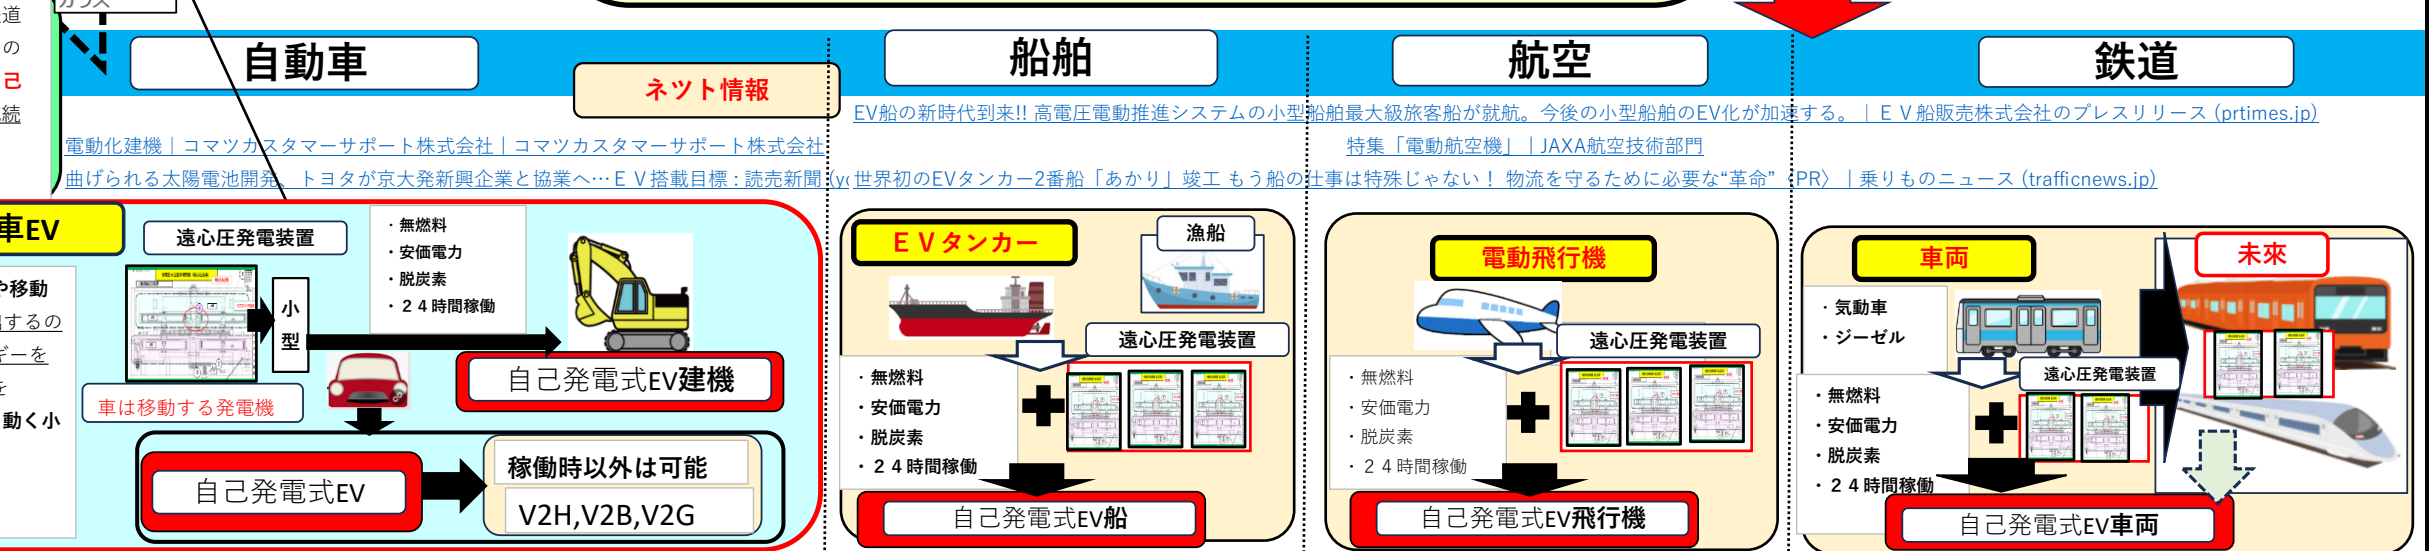 道
の
己
続
自動車
ネツト情報
船舶
航空
鉄道
電動化建機｜コマツカスタマーサポート株式会社｜コマツカスタマーサポート株式会社
曲げられる太陽電池開発、トヨタが京大発新興企業と協業へ…ＥＶ搭載目標 : 読売新聞
EV船の新時代到来!! 高電圧電動推進システムの小型船舶最大級旅客船が就航。今後の小型船舶のEV化が加速する。｜ＥＶ船販売株式会社のプレスリリース (prtimes.jp)
特集「電動航空機」｜JAXA航空技術部門
世界初のEVタンカー2番船「あかり」竣工 もう船の仕事は特殊じゃない！ 物流を守るために必要な“革命”〈PR〉 | 乗りものニュース (trafficnews.jp)
車EV
や移動
出するの
ギーを
を
動く小
遠心圧発電装置
・無燃料
・安価電力
・脱炭素
・２４時間稼働
小
型
車は移動する発電機
自己発電式EV建機
自己発電式EV
稼働時以外は可能
V2H,V2B,V2G
ＥＶタンカー
漁船
遠心圧発電装置
・無燃料
・安価電力
・脱炭素
・２４時間稼働
自己発電式EV船
電動飛行機
遠心圧発電装置
・無燃料
・安価電力
・脱炭素
・２４時間稼働
自己発電式EV飛行機
車両
未來
・気動車
・ジーゼル
遠心圧発電装置
・無燃料
・安価電力
・脱炭素
・２４時間稼働
自己発電式EV車両